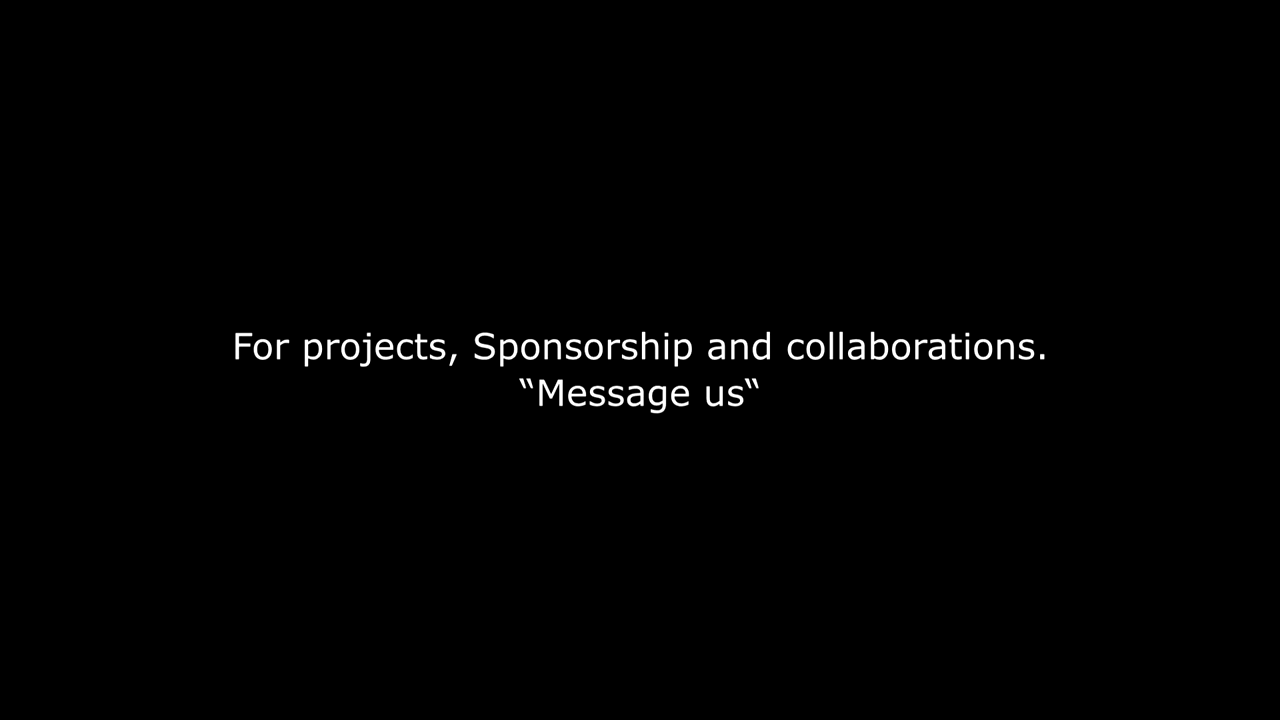 For projects, Sponsorship and collaborations.
“Message us“